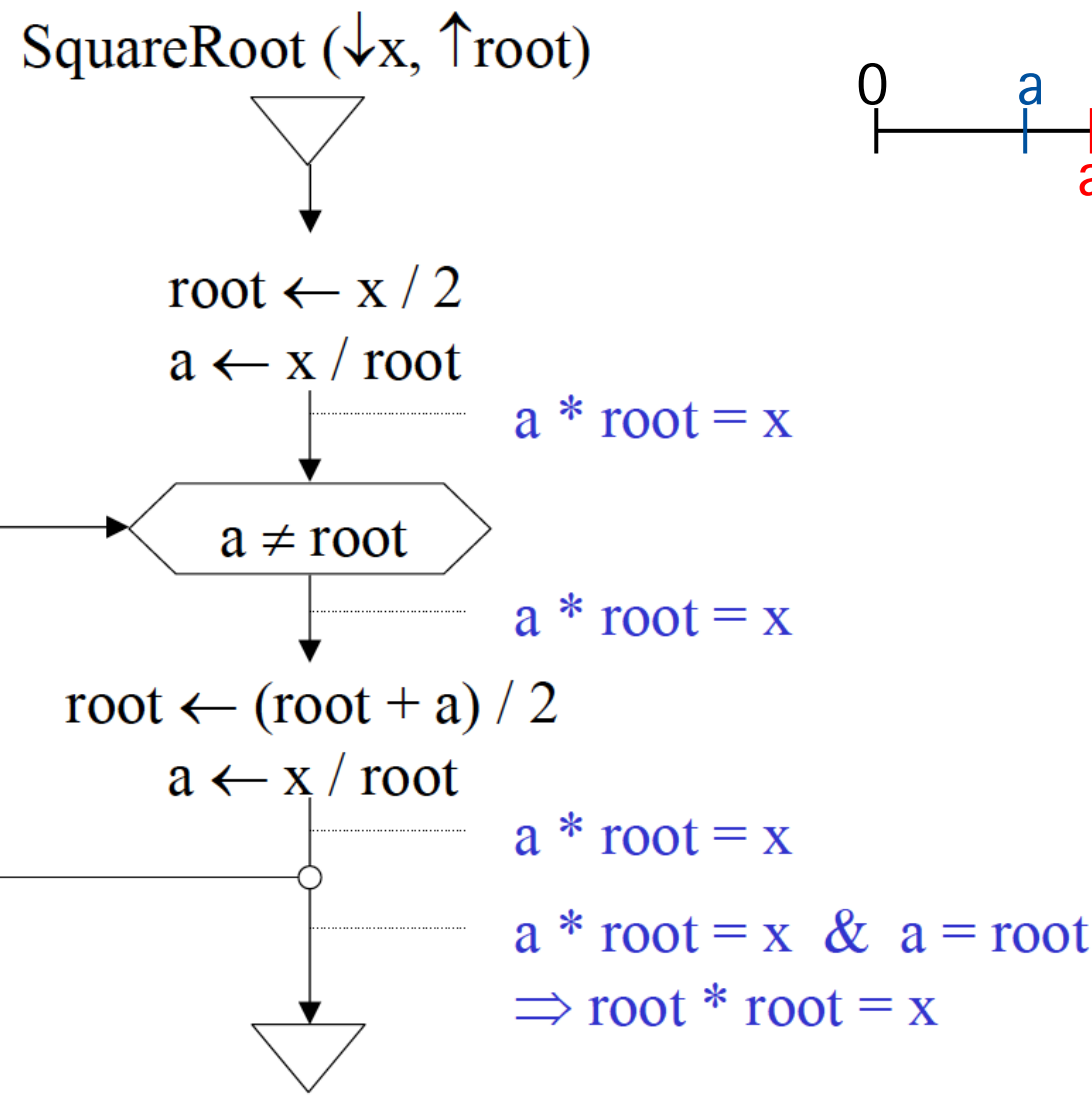 SquareRoot (↓x, ↑root)
0
a
a
root ← x / 2
a ← x / root
a * root = x
a ≠ root
a * root = x
root ← (root + a) / 2
a ← x / root
a * root = x
a * root = x & a = root
⇒ root * root = x